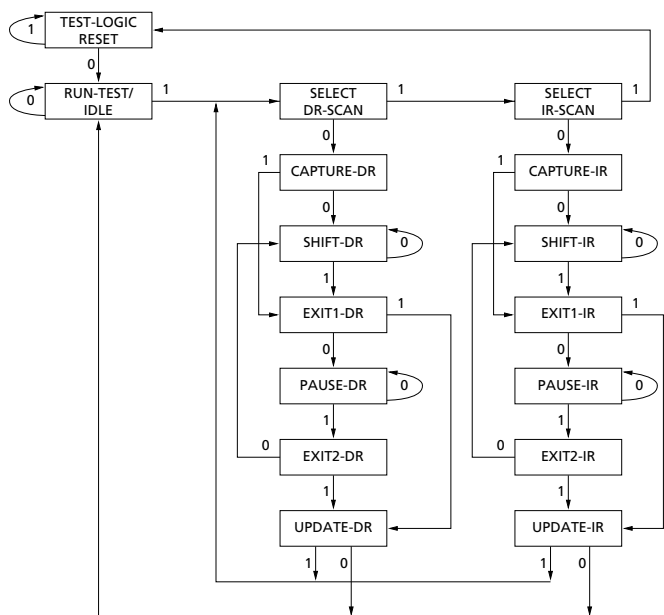 TEST-LOGIC
RESET
1
0
RUN-TEST/
IDLE
0
1
SELECT
DR-SCAN
1
SELECT
IR-SCAN
1
0
0
1
CAPTURE-DR
1
CAPTURE-IR
0
0
SHIFT-DR
0
SHIFT-IR
0
1
1
EXIT1-DR
1
EXIT1-IR
1
0
0
PAUSE-DR
0
PAUSE-IR
0
1
1
0
EXIT2-DR
0
EXIT2-IR
1
1
UPDATE-DR
UPDATE-IR
1
0
1
0